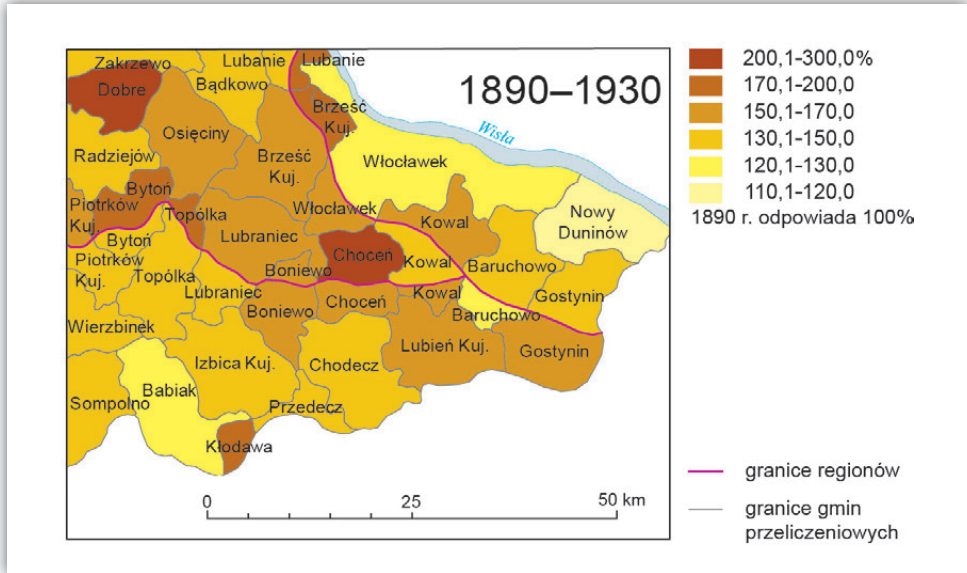 1890–1930
Zakrzewo
Lubanie
Lubanie
Dobre
Bądkowo
Brześć
Kuj.
Wisła
Osięciny
Radziejów
Brześć
Kuj.
Włocławek
Bytoń
Piotrków
Kuj.
Topólka
Włocławek
Kowal
Nowy
Duninów
Lubraniec
Bytoń
Choceń
Kowal
Baruchowo
Piotrków
Kuj.
Topólka
Boniewo
Lubraniec
Kowal
Gostynin
Boniewo
Choceń
Baruchowo
Wierzbinek
Lubień Kuj.
Gostynin
Izbica Kuj.
Chodecz
Babiak
Sompolno
Przedecz
Kłodawa
0 25 50 km
200,1–300,0%
170,1–200,0
150,1–170,0
130,1–150,0
120,1–130,0
110,1–120,0
1890 r. odpowiada 100%
granice regionów
granice gmin
przeliczeniowych